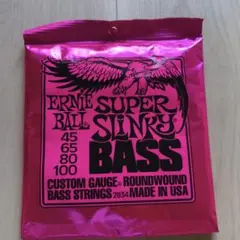 ERNIE BALL
SUPER SLINKY
BASS
45
65
80
100
CUSTOM GAUGE® ROUNDWOUND
BASS STRINGS 2834 MADE IN USA